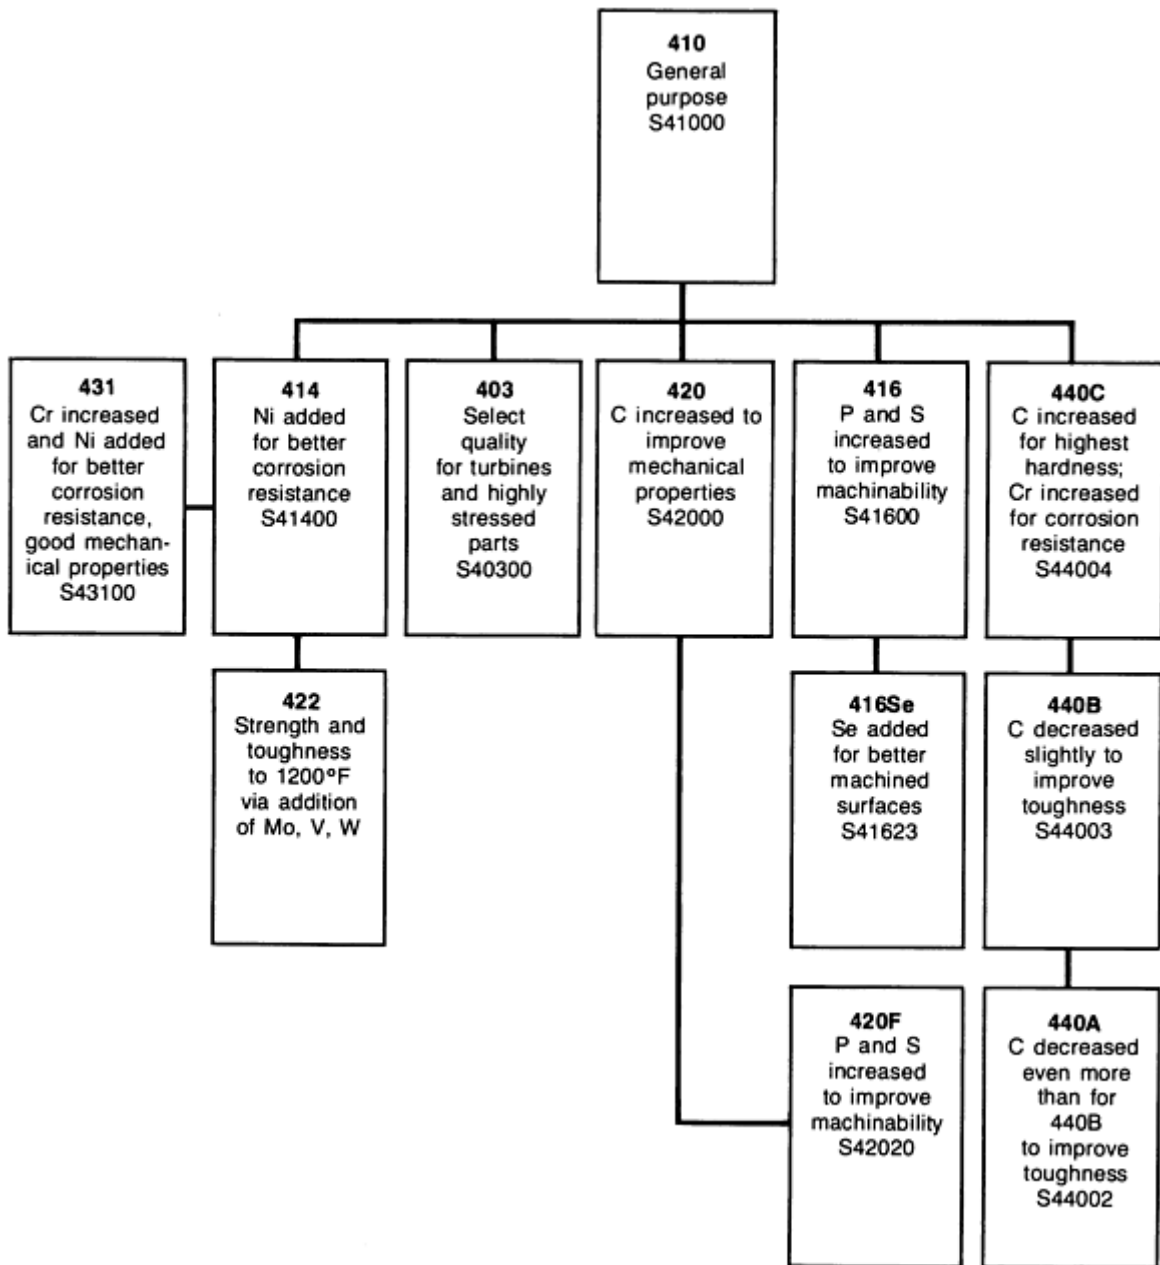 410
General
purpose
S41000
431
Cr increased
and Ni added
for better
corrosion
resistance,
good mechan-
ical properties
S43100
414
Ni added
for better
corrosion
resistance
S41400
403
Select
quality
for turbines
and highly
stressed
parts
S40300
420
C increased to
improve
mechanical
properties
S42000
416
P and S
increased
to improve
machinability
S41600
440C
C increased
for highest
hardness;
Cr increased
for corrosion
resistance
S44004
422
Strength and
toughness
to 1200°F
via addition
of Mo, V, W
416Se
Se added
for better
machined
surfaces
S41623
440B
C decreased
slightly to
improve
toughness
S44003
420F
P and S
increased
to improve
machinability
S42020
440A
C decreased
even more
than for
440B
to improve
toughness
S44002